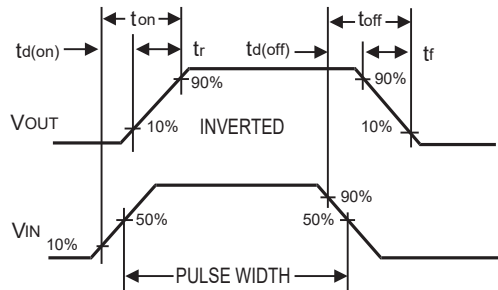 ton
toff
td(on)
tr
td(off)
tf
90%
90%
VOUT
10%
INVERTED
10%
90%
50%
50%
VIN
10%
PULSE WIDTH